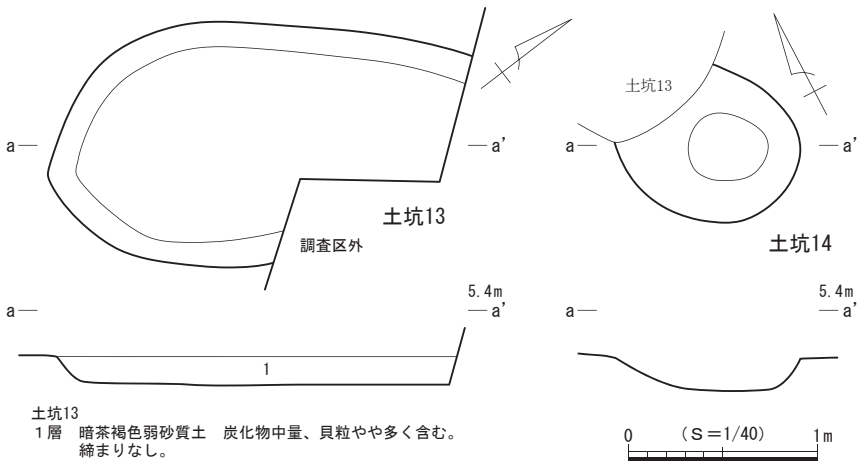 土坑13
a
a’
a
a’
土坑13
調査区外
土坑14
5.4m
a
a’
5.4m
a
a’
1
土坑13
1層　暗茶褐色弱砂質土　炭化物中量、貝粒やや多く含む。
締まりなし。
0　（S＝1/40）　1m